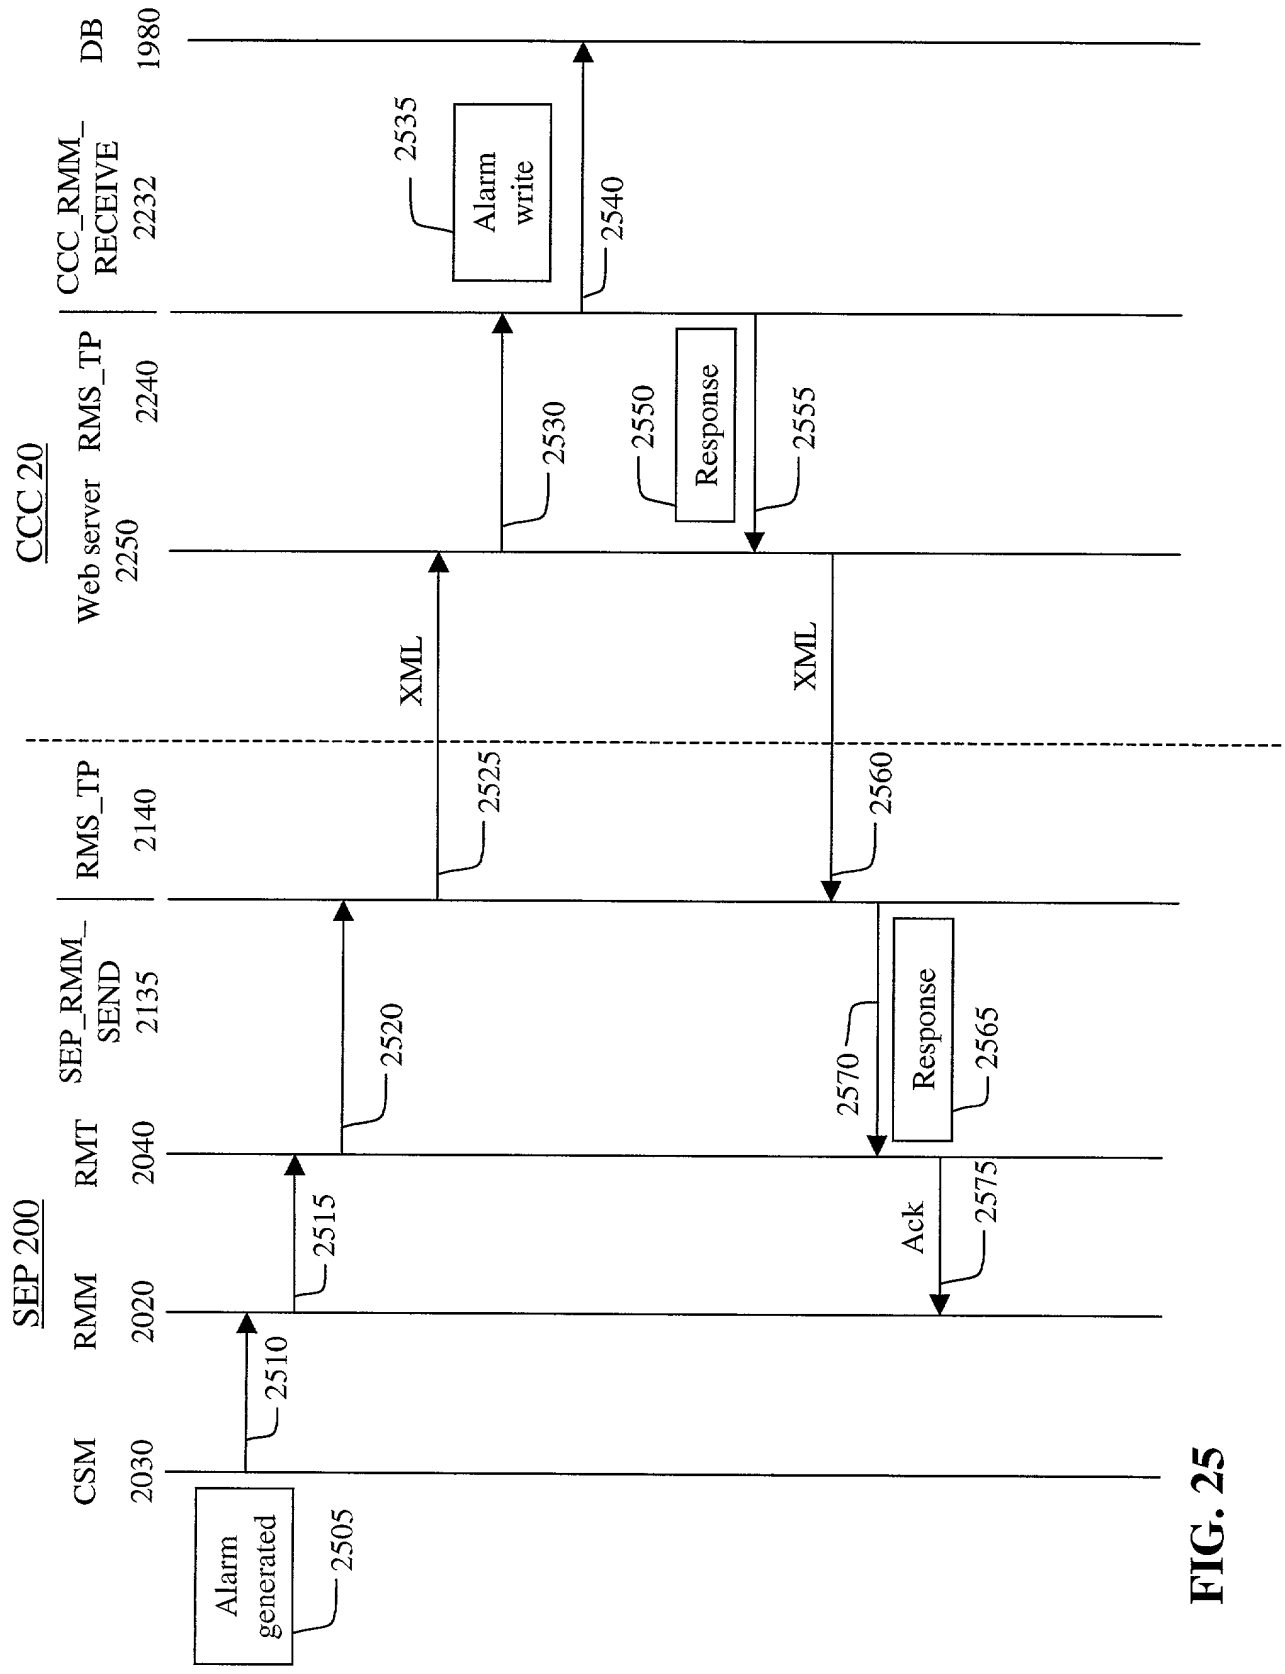 SEP 200
CCC 20
CSM
2030
RMM
2020
RMT
2040
SEP_RMM_
SEND
2135
RMS_TP
2140
Web server
2250
RMS_TP
2240
CCC_RMM_
RECEIVE
2232
DB
1980
Alarm
generated
2505
2510
2515
2520
2525
XML
2530
2535
Alarm
write
2540
2550
Response
2555
XML
2560
2570
Response
2565
Ack
2575
FIG. 25